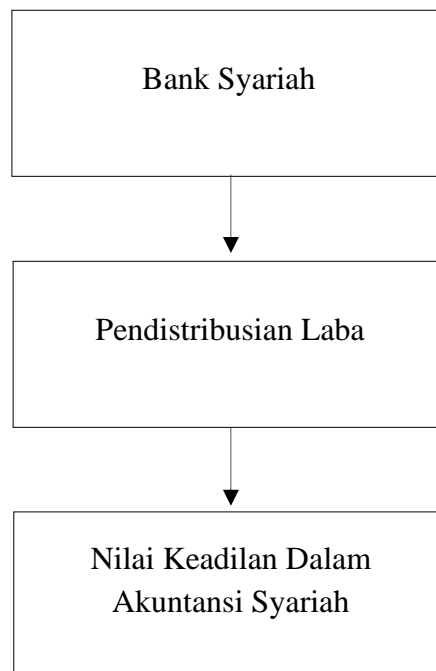 Bank Syariah
Pendistribusian Laba
Nilai Keadilan Dalam
Akuntansi Syariah